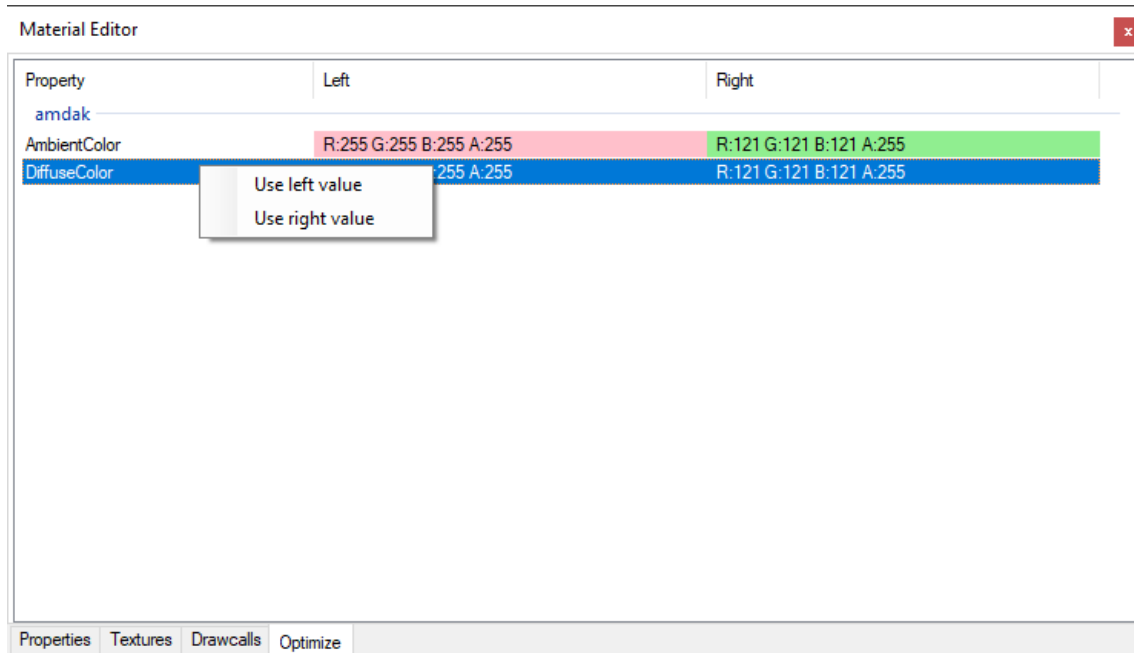 Material Editor
x
Property Left Right
amdak
AmbientColor R:255 G:255 B:255 A:255 R:121 G:121 B:121 A:255
DiffuseColor :255 A:255 R:121 G:121 B:121 A:255
Use left value
Use right value
Properties Textures Drawcalls Optimize